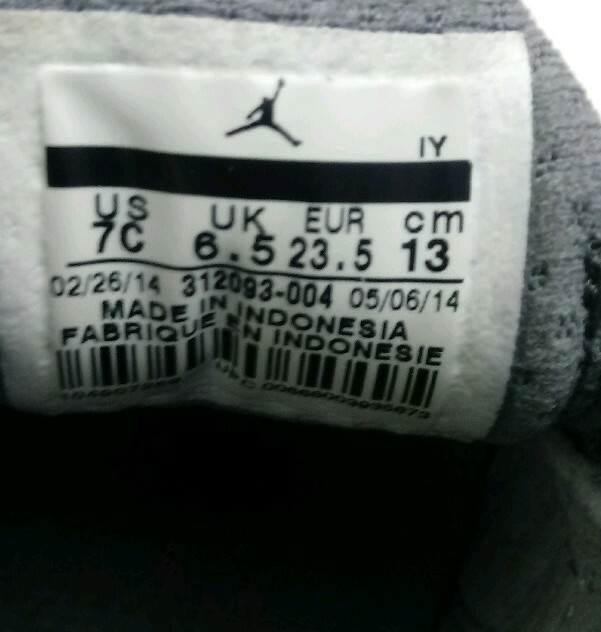 IY
US UK EUR cm
7C 6.5 23.5 13
02/26/14 312093-004 05/06/14
MADE IN INDONESIA
FABRIQUE EN INDONESIE